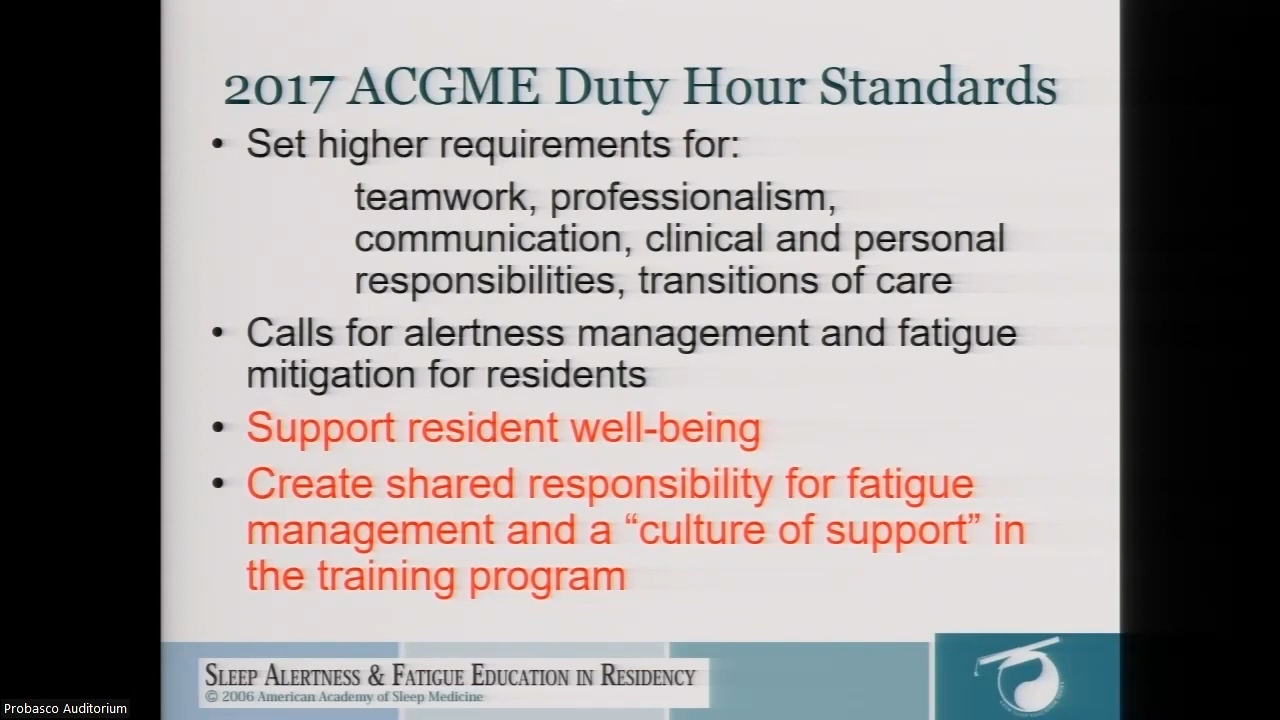 2017 ACGME Duty Hour Standards
• Set higher requirements for:
teamwork, professionalism,
communication, clinical and personal
responsibilities, transitions of care
• Calls for alertness management and fatigue
mitigation for residents
• Support resident well-being
• Create shared responsibility for fatigue
management and a “culture of support” in
the training program
SLEEP ALERTNESS & FATIGUE EDUCATION IN RESIDENCY
© 2006 American Academy of Sleep Medicine
Probasco Auditorium